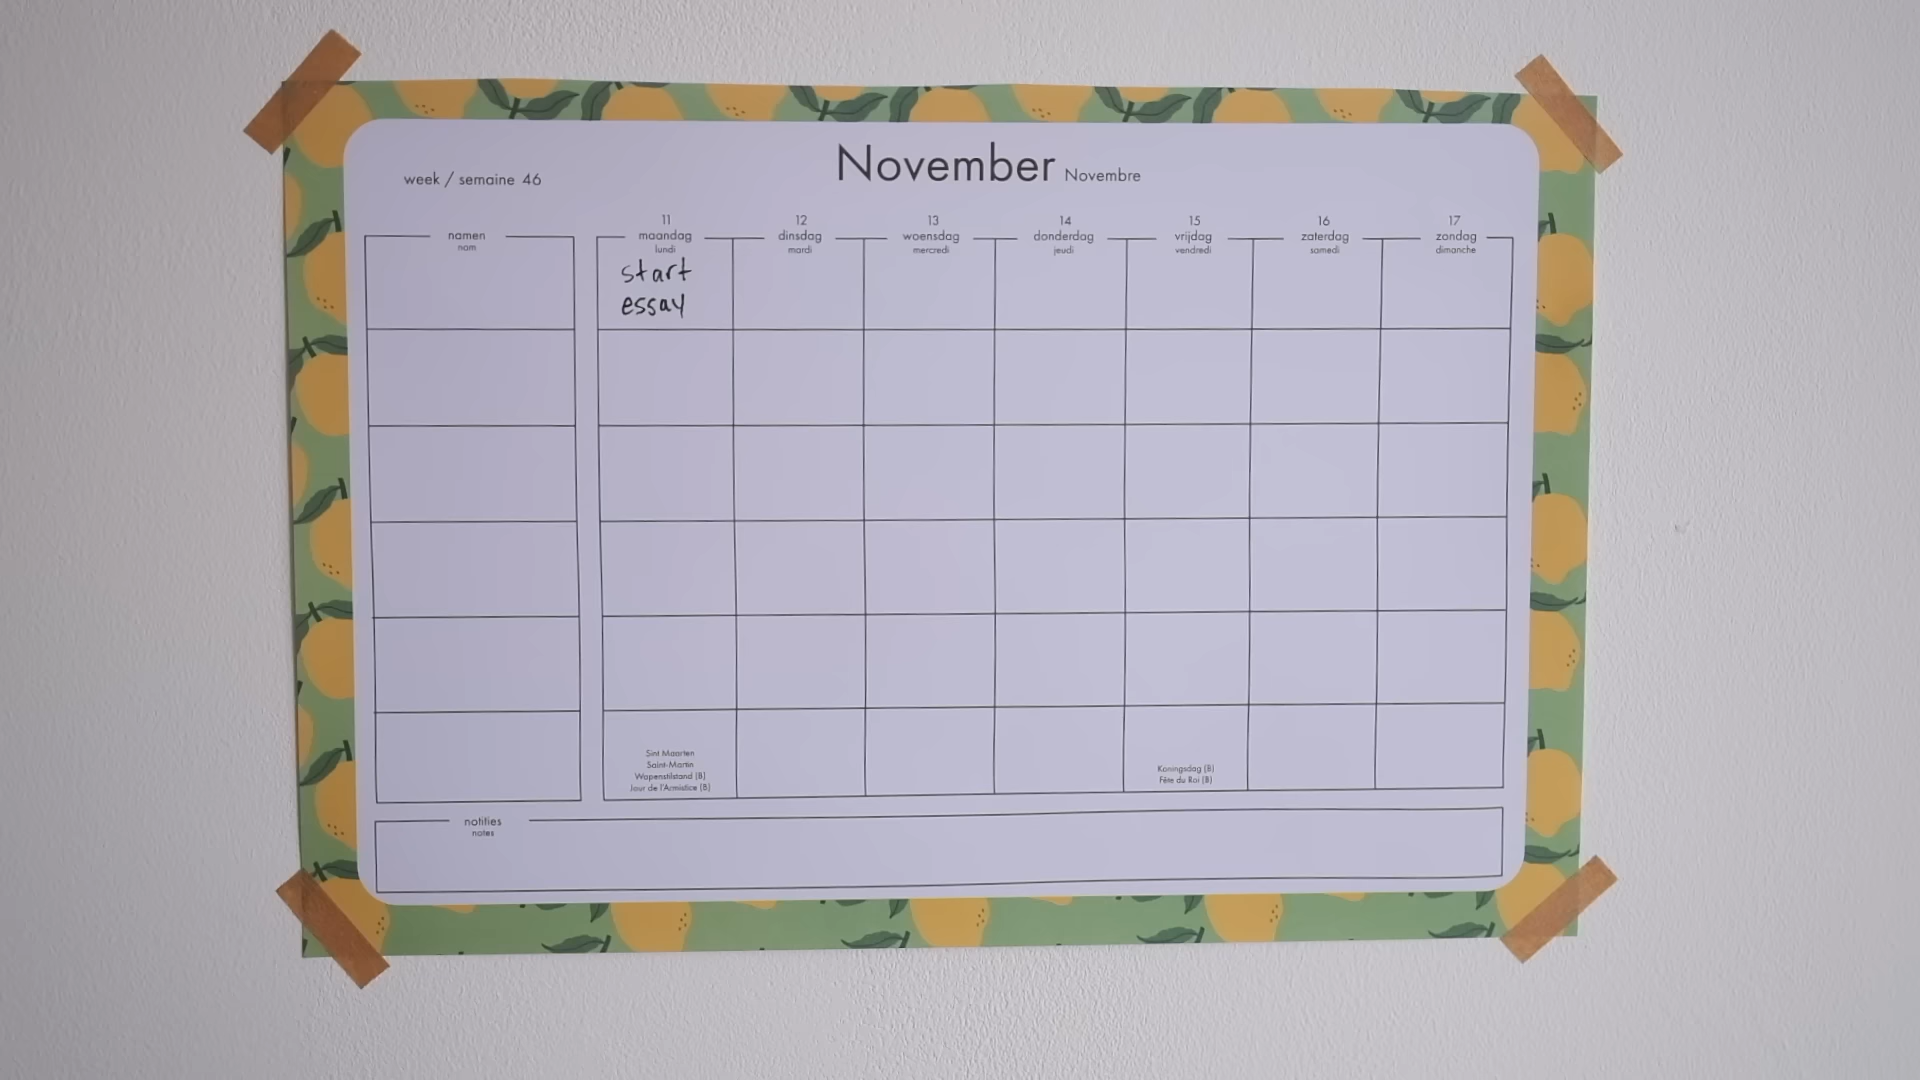 week / semaine 46
November Novembre
namen
nom
11
maandag
lundi
12
dinsdag
mardi
13
woensdag
mercredi
14
donderdag
jeudi
15
vrijdag
vendredi
16
zaterdag
samedi
17
zondag
dimanche
start
essay
Sint Maarten
Saint-Martin
Wapenstilstand (B)
Jour de l'Armistice (B)
Koningsdag (B)
Fête du Roi (B)
notities
notes